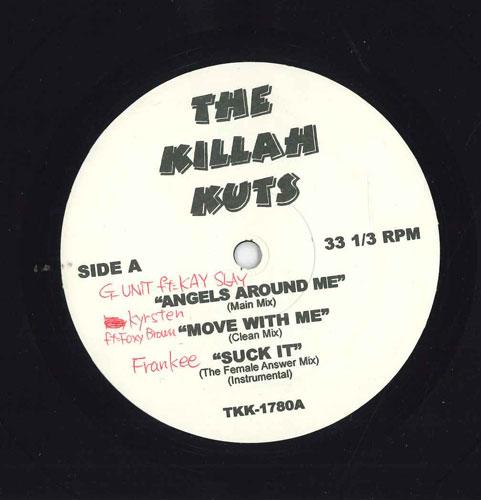 THE
KILLAH
KUTS
SIDE A
33 1/3 RPM
G UNIT ft. KAY SLAY
"ANGELS AROUND ME"
(Main Mix)
kyrsten
"MOVE WITH ME"
ft. Foxy Brown
(Clean Mix)
Frankee
"SUCK IT"
(The Female Answer Mix)
(Instrumental)
TKK-1780A